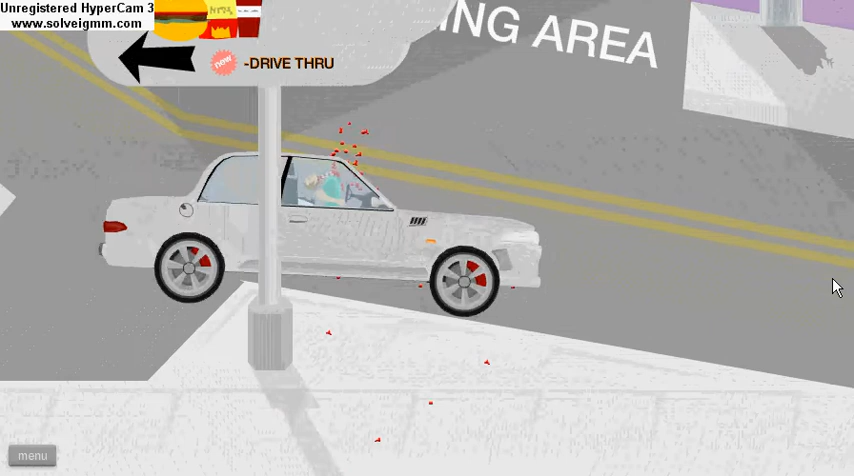 Unregistered HyperCam 3
www.solveigmm.com
ING AREA
new -DRIVE THRU
menu